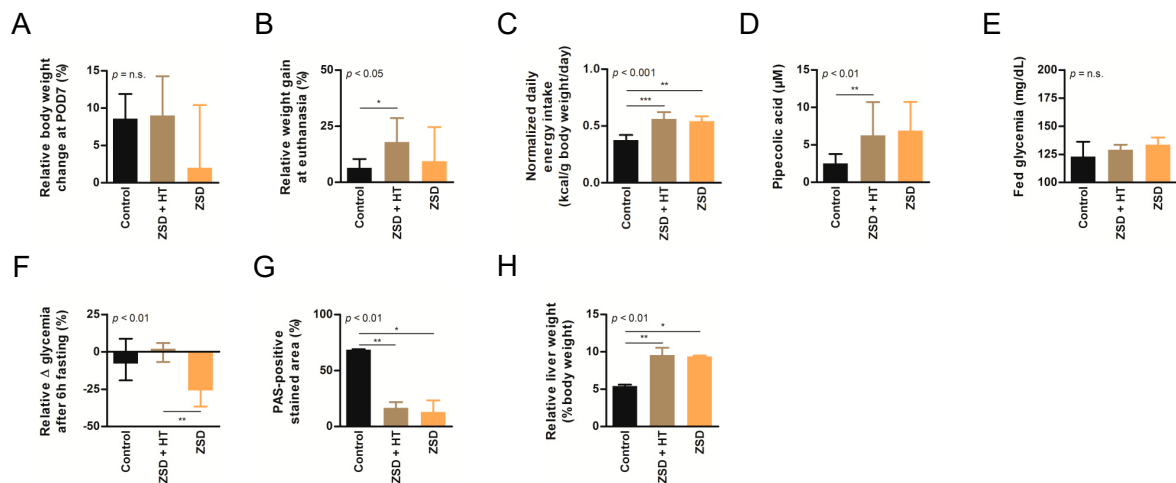 A
Relative body weight
change at POD7 (%)
p = n.s.
15
10
5
0
Control
ZSD + HT
ZSD
B
Relative weight gain
at euthanasia (%)
p < 0.05
50
25
0
*
Control
ZSD + HT
ZSD
C
Normalized daily
energy intake
(kcal/g body weight/day)
p < 0.001
1.0
0.5
0.0
**
***
Control
ZSD + HT
ZSD
D
Pipecolic acid (µM)
p < 0.01
15
10
5
0
**
Control
ZSD + HT
ZSD
E
Fed glycemia (mg/dL)
p = n.s.
200
175
150
125
100
Control
ZSD + HT
ZSD
F
Relative Δ glycemia
after 6h fasting (%)
p < 0.01
50
25
0
-25
-50
**
Control
ZSD + HT
ZSD
G
PAS-positive
stained area (%)
p < 0.01
100
50
0
*
**
Control
ZSD + HT
ZSD
H
Relative liver weight
(% body weight)
p < 0.01
15
10
5
0
*
**
Control
ZSD + HT
ZSD